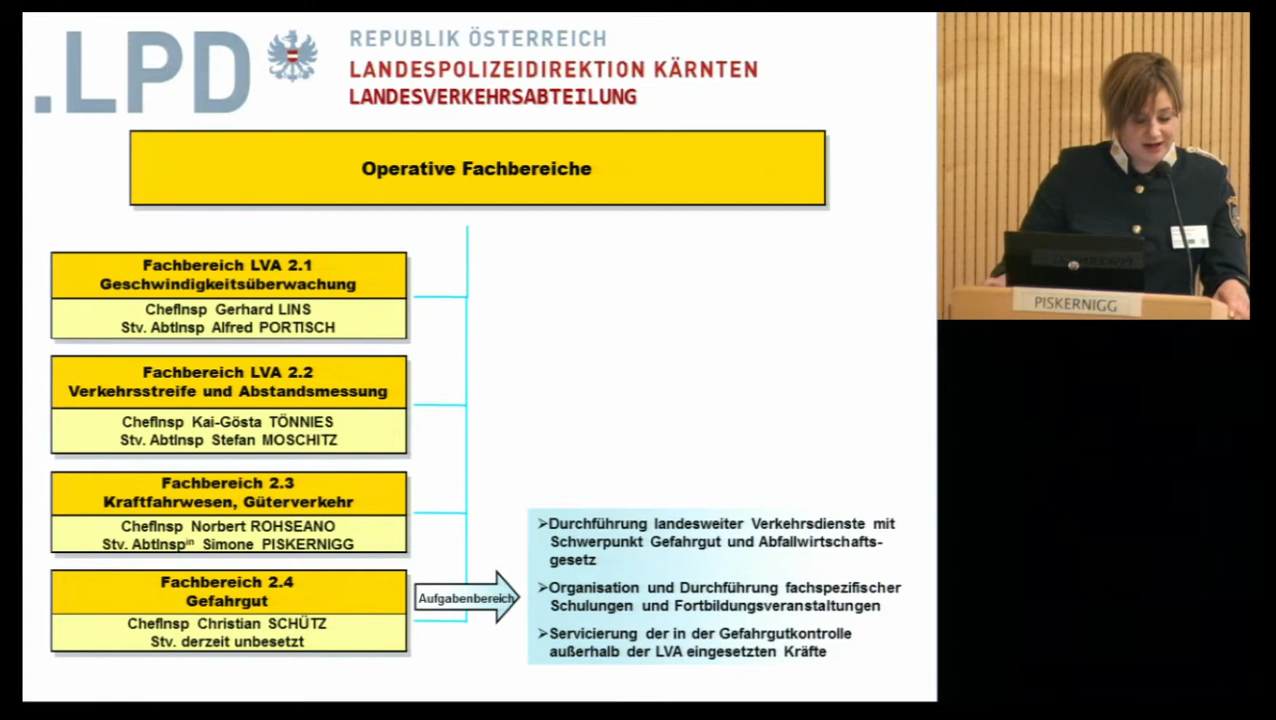 .LPD
REPUBLIK ÖSTERREICH
LANDESPOLIZEIDIREKTION KÄRNTEN
LANDESVERKEHRSABTEILUNG
Operative Fachbereiche
Fachbereich LVA 2.1
Geschwindigkeitsüberwachung
ChefInsp Gerhard LINS
Stv. AbtInsp Alfred PORTISCH
Fachbereich LVA 2.2
Verkehrsstreife und Abstandsmessung
ChefInsp Kai-Gösta TÖNNIES
Stv. AbtInsp Stefan MOSCHITZ
Fachbereich 2.3
Kraftfahrwesen, Güterverkehr
ChefInsp Norbert ROHSEANO
Stv. AbtInspin Simone PISKERNIGG
Fachbereich 2.4
Gefahrgut
ChefInsp Christian SCHÜTZ
Stv. derzeit unbesetzt
Aufgabenbereich
➢Durchführung landesweiter Verkehrsdienste mit
Schwerpunkt Gefahrgut und Abfallwirtschafts-
gesetz
➢Organisation und Durchführung fachspezifischer
Schulungen und Fortbildungsveranstaltungen
➢Servicierung der in der Gefahrgutkontrolle
außerhalb der LVA eingesetzten Kräfte
PISKERNIGG